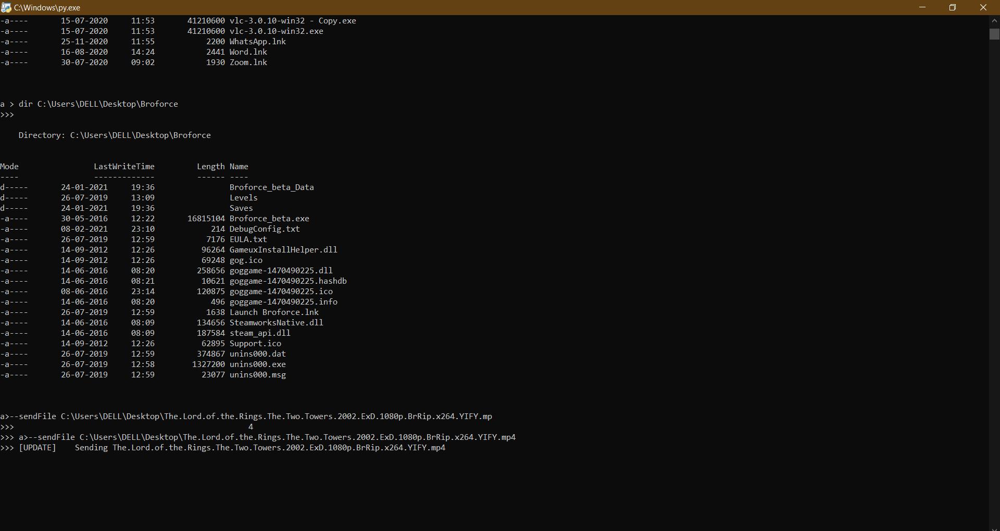 C:\Windows\py.exe
-a---- 15-07-2020 11:53 41210600 vlc-3.0.10-win32 - Copy.exe
-a---- 15-07-2020 11:53 41210600 vlc-3.0.10-win32.exe
-a---- 25-11-2020 11:55 2200 WhatsApp.lnk
-a---- 16-08-2020 14:24 2441 Word.lnk
-a---- 30-07-2020 09:02 1930 Zoom.lnk
a > dir C:\Users\DELL\Desktop\Broforce
>>>
Directory: C:\Users\DELL\Desktop\Broforce
Mode LastWriteTime Length Name
---- ------------- ------ ----
d----- 24-01-2021 19:36 Broforce_beta_Data
d----- 26-07-2019 13:09 Levels
d----- 24-01-2021 19:36 Saves
-a---- 30-05-2016 12:22 16815104 Broforce_beta.exe
-a---- 08-02-2021 23:10 214 DebugConfig.txt
-a---- 26-07-2019 12:59 7176 EULA.txt
-a---- 14-09-2012 12:26 96264 GameuxInstallHelper.dll
-a---- 14-09-2012 12:26 69248 gog.ico
-a---- 14-06-2016 08:20 258656 goggame-1470490225.dll
-a---- 14-06-2016 08:21 10621 goggame-1470490225.hashdb
-a---- 08-06-2016 23:14 120875 goggame-1470490225.ico
-a---- 14-06-2016 08:20 496 goggame-1470490225.info
-a---- 26-07-2019 12:59 1638 Launch Broforce.lnk
-a---- 14-06-2016 08:09 134656 SteamworksNative.dll
-a---- 14-06-2016 08:09 187584 steam_api.dll
-a---- 14-09-2012 12:26 62895 Support.ico
-a---- 26-07-2019 12:59 374867 unins000.dat
-a---- 26-07-2019 12:58 1327200 unins000.exe
-a---- 26-07-2019 12:59 23077 unins000.msg
a>--sendFile C:\Users\DELL\Desktop\The.Lord.of.the.Rings.The.Two.Towers.2002.ExD.1080p.BrRip.x264.YIFY.mp
>>> 4
>>> a>--sendFile C:\Users\DELL\Desktop\The.Lord.of.the.Rings.The.Two.Towers.2002.ExD.1080p.BrRip.x264.YIFY.mp4
>>> [UPDATE] Sending The.Lord.of.the.Rings.The.Two.Towers.2002.ExD.1080p.BrRip.x264.YIFY.mp4